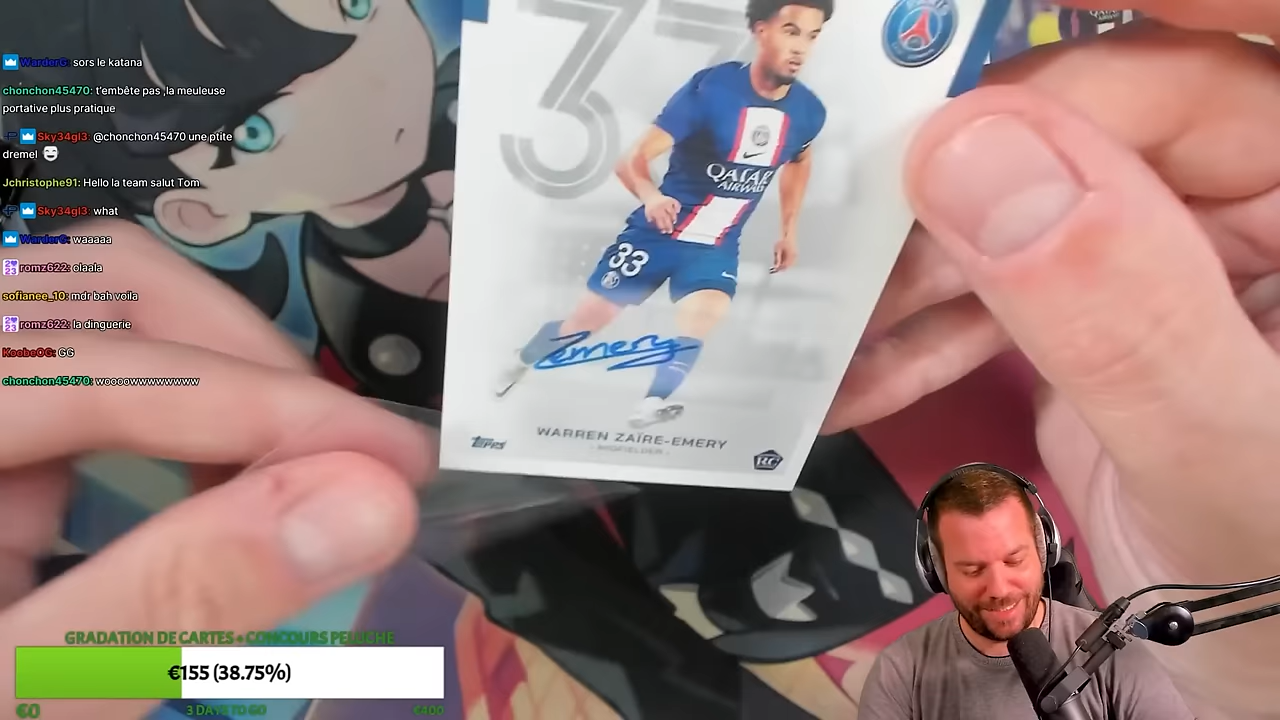 WarderG: sors le katana
chonchon45470: t'embête pas ,la meuleuse
portative plus pratique
Sky34gl3: @chonchon45470 une ptite
dremel
Jchristophe91: Hello la team salut Tom
Sky34gl3: what
WarderG: waaaaa
romz622: olaala
sofianee_10: mdr bah voila
romz622: la dinguerie
KoobeOG: GG
chonchon45470: woooowwwwwwww
33
PARIS
QATAR
AIRWAYS
33
Zemery
WARREN ZAÏRE-EMERY
- MIDFIELDER -
TOPPS
RC
GRADATION DE CARTES + CONCOURS PELUCHE
€155 (38.75%)
€0
3 DAYS TO GO
€400